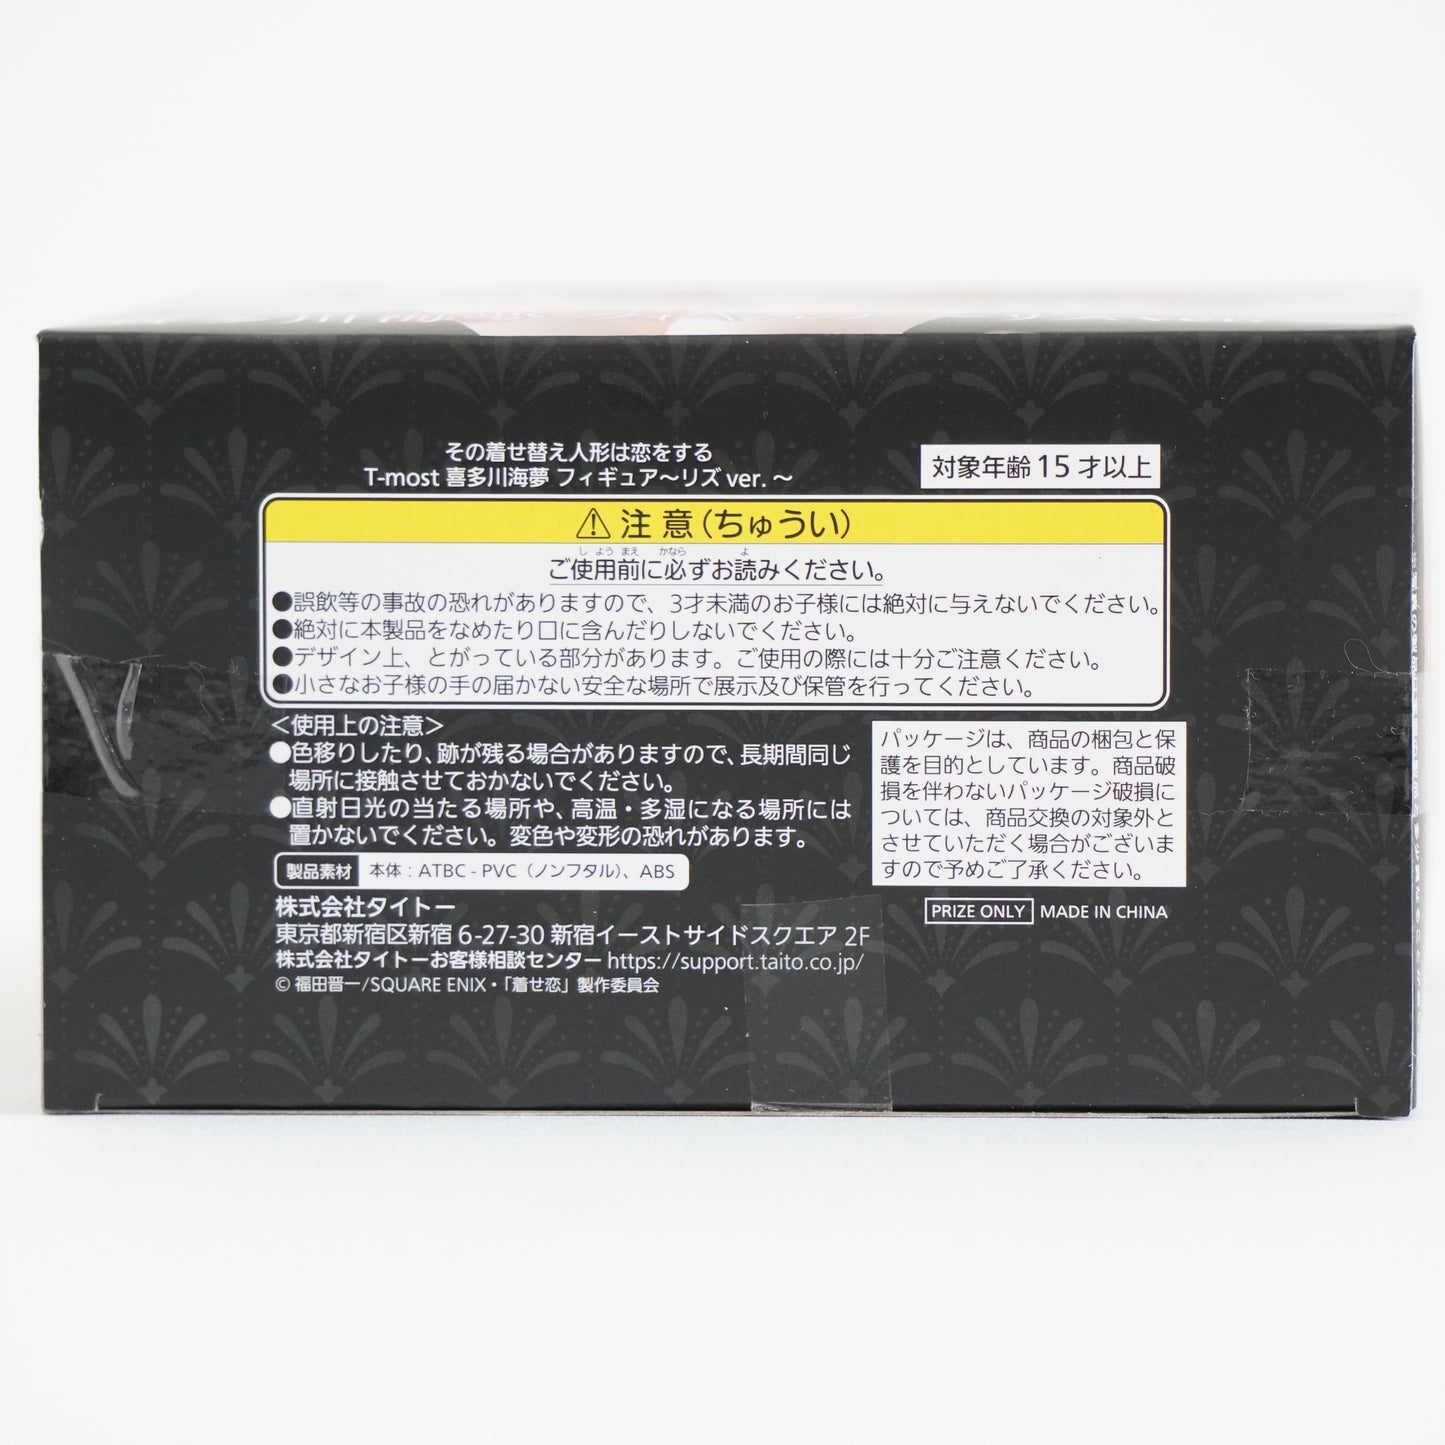 その着せ替え人形は恋をする
T-most 喜多川海夢 フィギュア〜リズ ver. 〜
対象年齢 15 才以上
⚠ 注 意（ちゅうい）
ご使用前に必ずお読みください。
●誤飲等の事故の恐れがありますので、3才未満のお子様には絶対に与えないでください。
●絶対に本製品をなめたり口に含んだりしないでください。
●デザイン上、とがっている部分があります。ご使用の際には十分ご注意ください。
●小さなお子様の手の届かない安全な場所で展示及び保管を行ってください。
＜使用上の注意＞
●色移りしたり、跡が残る場合がありますので、長期間同じ
場所に接触させておかないでください。
●直射日光の当たる場所や、高温・多湿になる場所には
置かないでください。変色や変形の恐れがあります。
製品素材 本体 : ATBC - PVC（ノンフタル）、ABS
パッケージは、商品の梱包と保
護を目的としています。商品破
損を伴わないパッケージ破損に
ついては、商品交換の対象外と
させていただく場合がございま
すので予めご了承ください。
PRIZE ONLY MADE IN CHINA
株式会社タイトー
東京都新宿区新宿 6-27-30 新宿イーストサイドスクエア 2F
株式会社タイトーお客様相談センター https://support.taito.co.jp/
© 福田晋一/SQUARE ENIX・「着せ恋」製作委員会